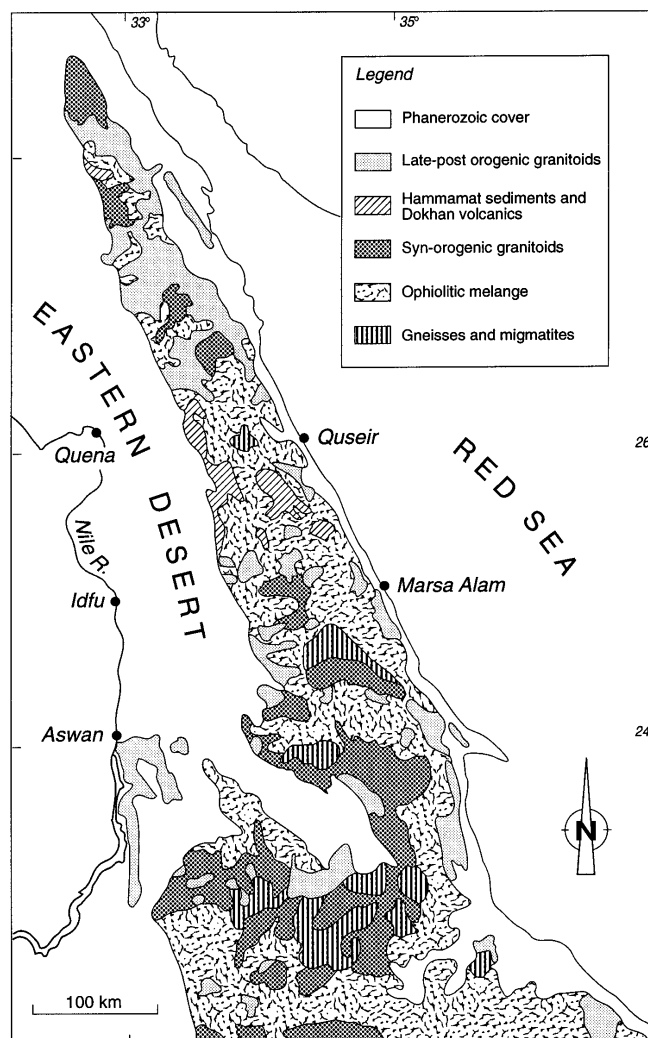 33°
35°
Legend
Phanerozoic cover
Late-post orogenic granitoids
Hammamat sediments and
Dokhan volcanics
Syn-orogenic granitoids
Ophiolitic melange
Gneisses and migmatites
EASTERN DESERT
RED SEA
Quseir
26
Quena
Nile R.
Marsa Alam
Idfu
Aswan
24
N
100 km